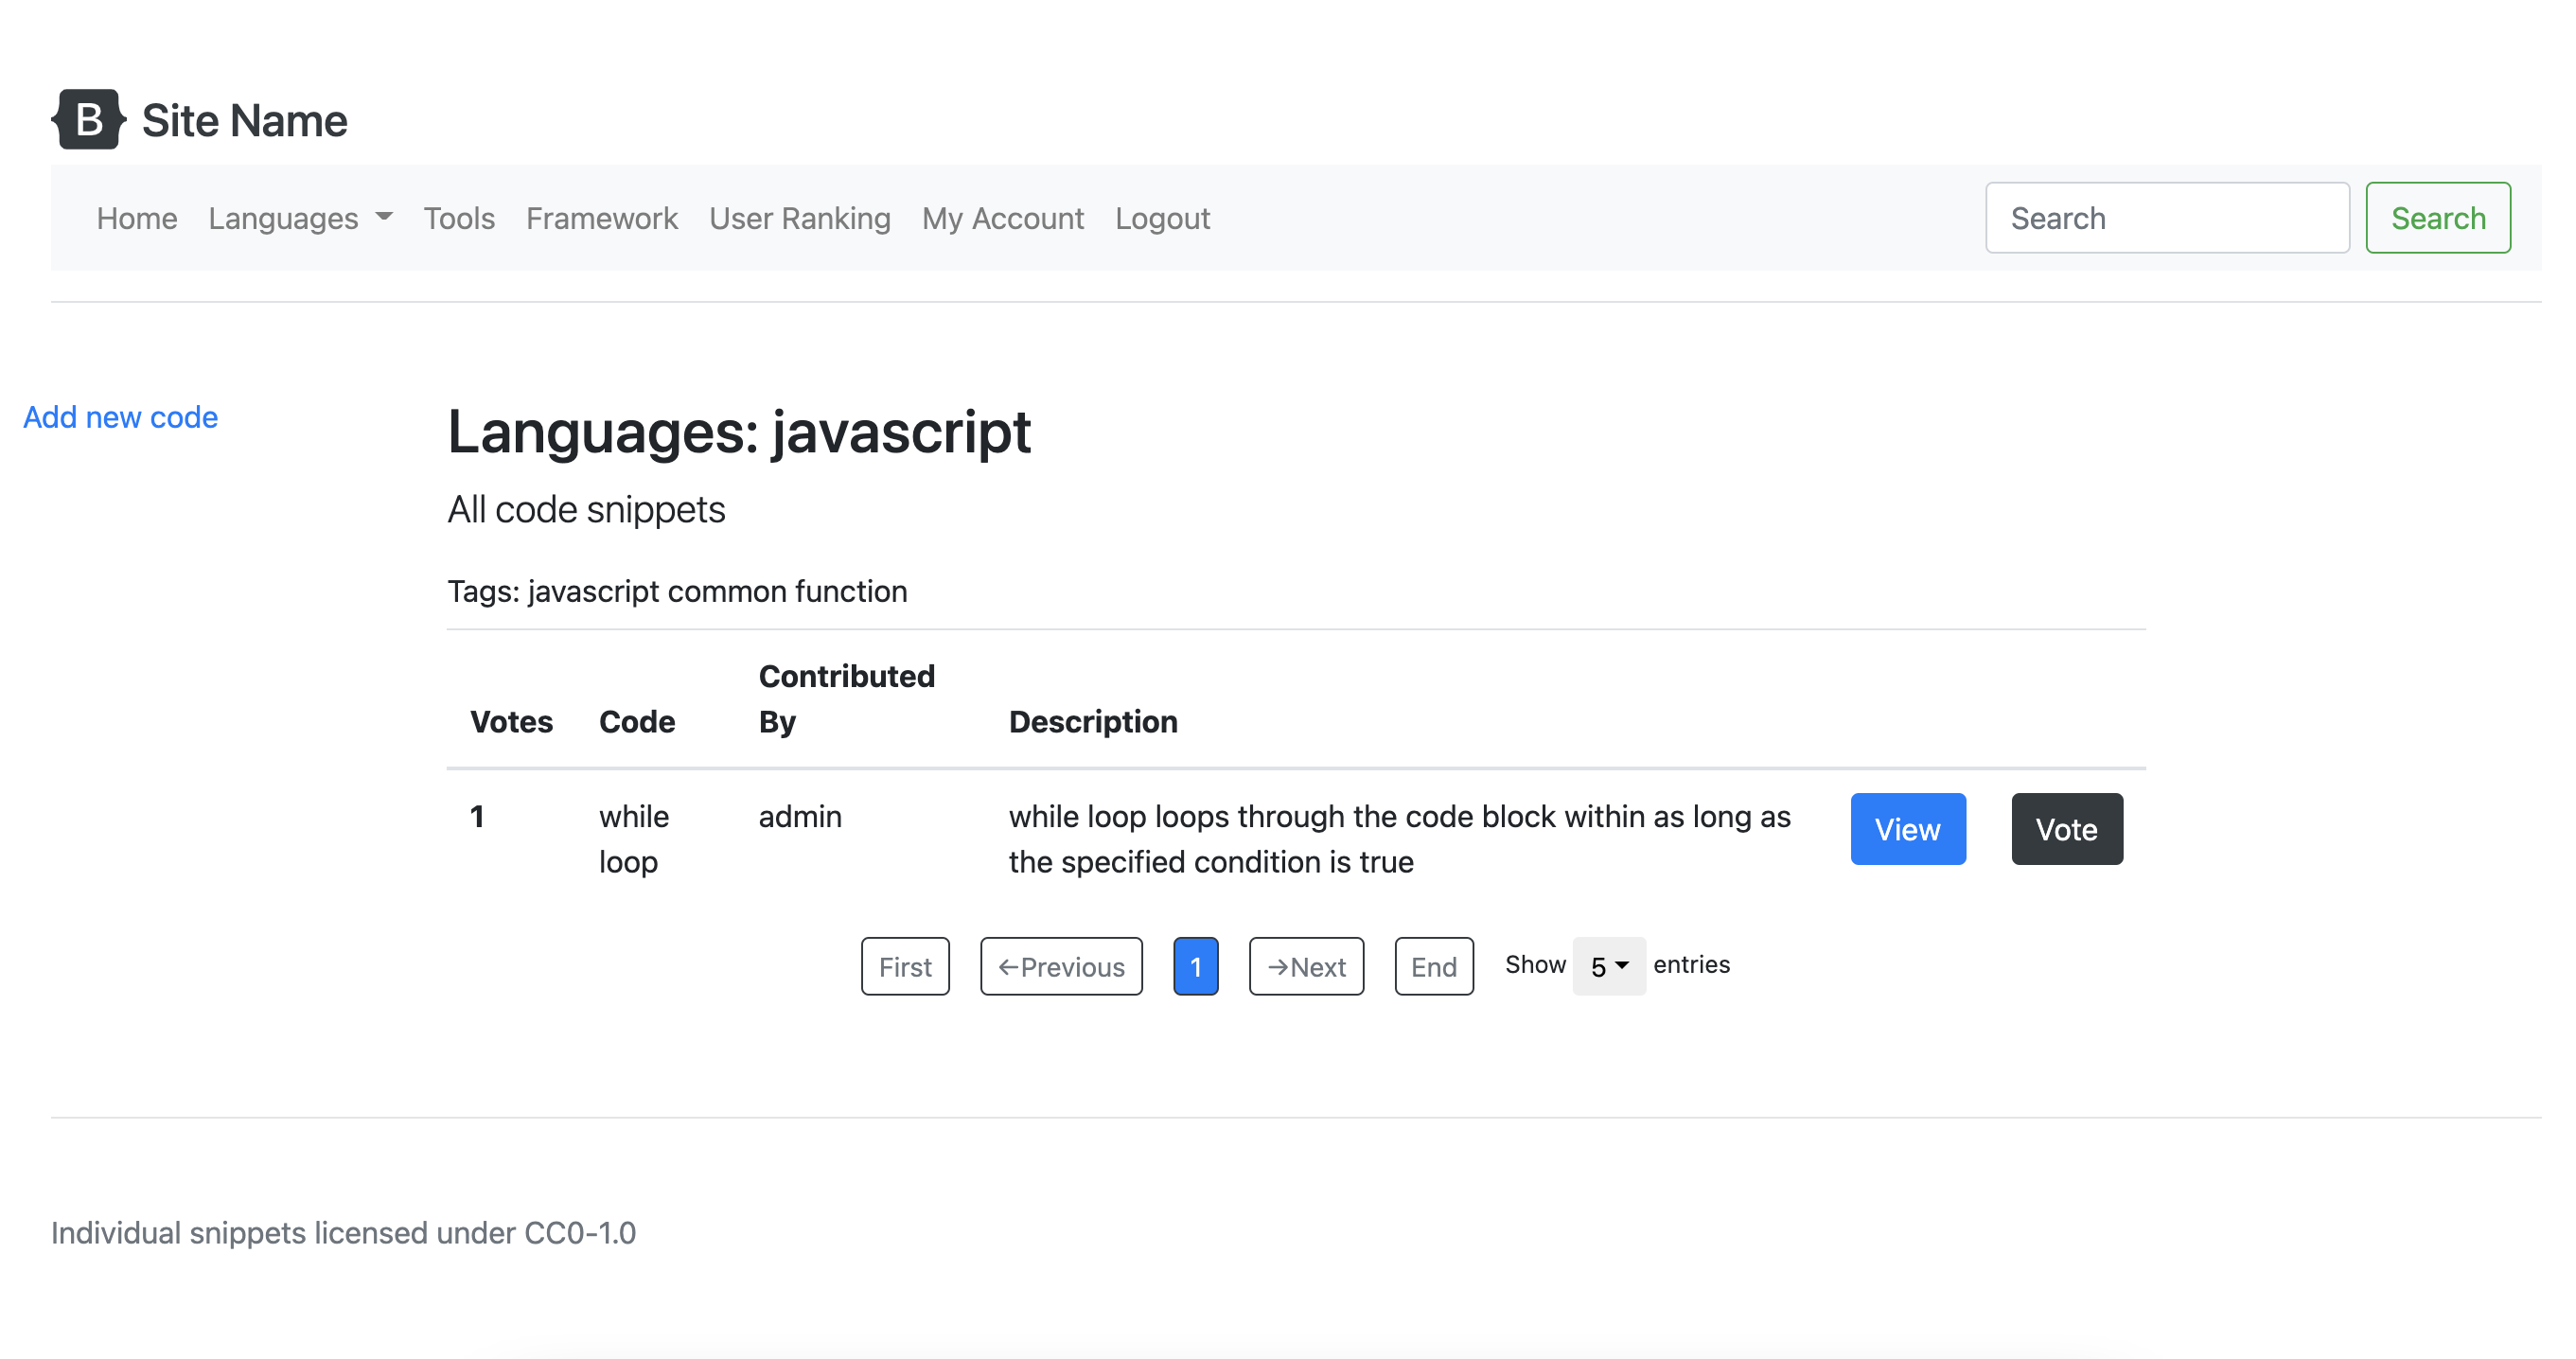 B Site Name
Home Languages Tools Framework User Ranking My Account Logout Search Search
Add new code
Languages: javascript
All code snippets
Tags: javascript common function
Votes Code Contributed By Description
1 while loop admin while loop loops through the code block within as long as
the specified condition is true View Vote
First ←Previous 1 →Next End Show 5 entries
Individual snippets licensed under CC0-1.0